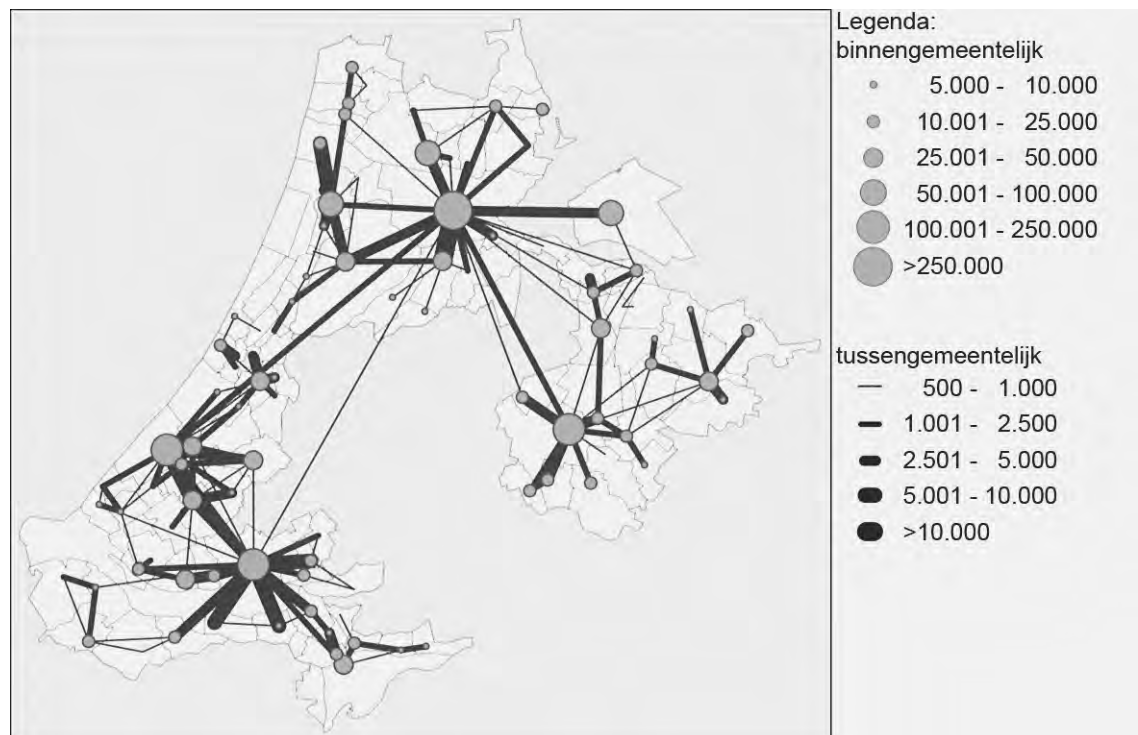 Legenda:
binnengemeentelijk
5.000 - 10.000
10.001 - 25.000
25.001 - 50.000
50.001 - 100.000
100.001 - 250.000
>250.000
tussengemeentelijk
500 - 1.000
1.001 - 2.500
2.501 - 5.000
5.001 - 10.000
>10.000